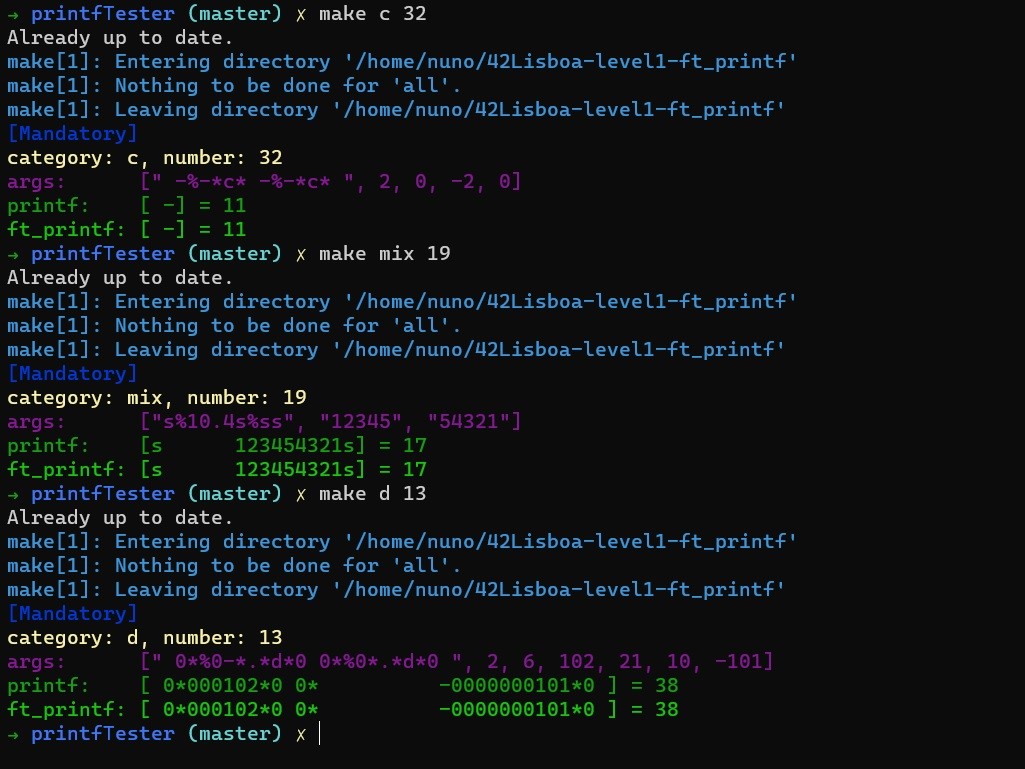 → printfTester (master) ✗ make c 32
Already up to date.
make[1]: Entering directory '/home/nuno/42Lisboa-level1-ft_printf'
make[1]: Nothing to be done for 'all'.
make[1]: Leaving directory '/home/nuno/42Lisboa-level1-ft_printf'
[Mandatory]
category: c, number: 32
args:      [" -%-*c* -%-*c* ", 2, 0, -2, 0]
printf:    [ -] = 11
ft_printf: [ -] = 11
→ printfTester (master) ✗ make mix 19
Already up to date.
make[1]: Entering directory '/home/nuno/42Lisboa-level1-ft_printf'
make[1]: Nothing to be done for 'all'.
make[1]: Leaving directory '/home/nuno/42Lisboa-level1-ft_printf'
[Mandatory]
category: mix, number: 19
args:      ["s%10.4s%ss", "12345", "54321"]
printf:    [s      123454321s] = 17
ft_printf: [s      123454321s] = 17
→ printfTester (master) ✗ make d 13
Already up to date.
make[1]: Entering directory '/home/nuno/42Lisboa-level1-ft_printf'
make[1]: Nothing to be done for 'all'.
make[1]: Leaving directory '/home/nuno/42Lisboa-level1-ft_printf'
[Mandatory]
category: d, number: 13
args:      [" 0*%0-*.*d*0 0*%0*.*d*0 ", 2, 6, 102, 21, 10, -101]
printf:    [ 0*000102*0 0*          -0000000101*0 ] = 38
ft_printf: [ 0*000102*0 0*          -0000000101*0 ] = 38
→ printfTester (master) ✗